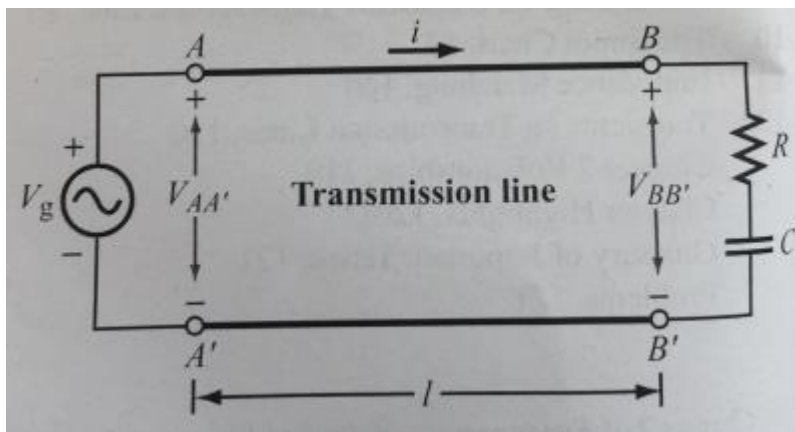 A i B
+ +
+ R
V_g V_AA' Transmission line V_BB'
− C
−
A' B'
l